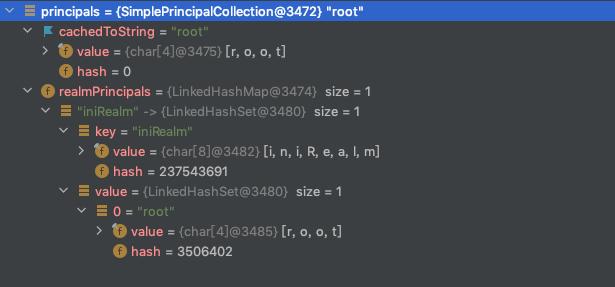 principals = {SimplePrincipalCollection@3472} "root"
cachedToString = "root"
f value = {char[4]@3475} [r, o, o, t]
f hash = 0
f realmPrincipals = {LinkedHashMap@3474} size = 1
"iniRealm" -> {LinkedHashSet@3480} size = 1
key = "iniRealm"
f value = {char[8]@3482} [i, n, i, R, e, a, l, m]
f hash = 237543691
value = {LinkedHashSet@3480} size = 1
0 = "root"
f value = {char[4]@3485} [r, o, o, t]
f hash = 3506402